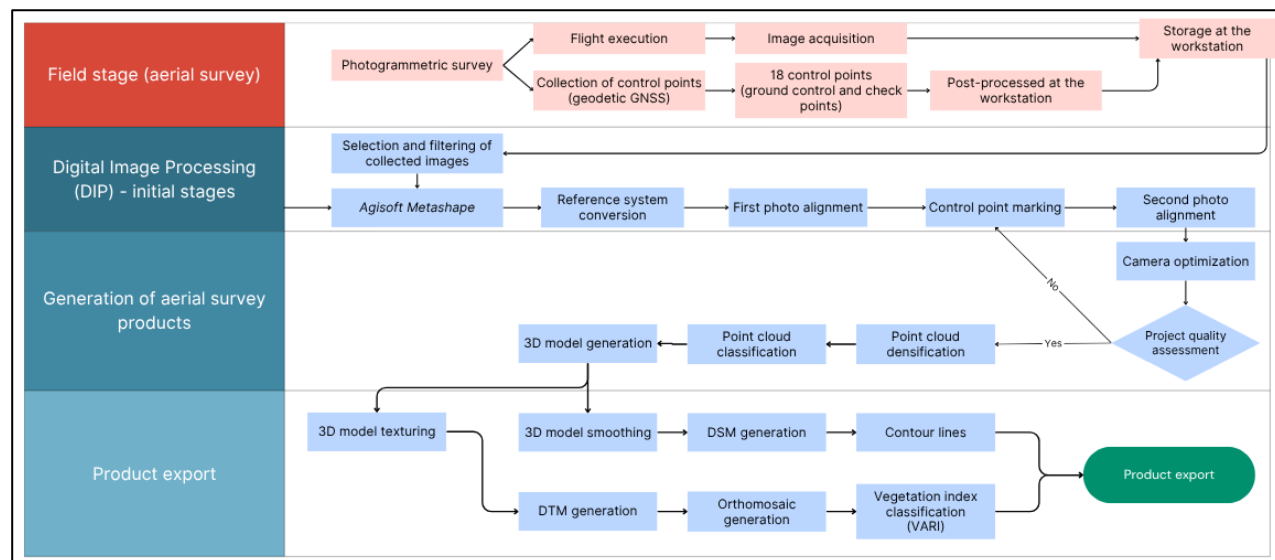 Field stage (aerial survey)
Photogrammetric survey
Flight execution
Image acquisition
Storage at the
workstation
Collection of control points
(geodetic GNSS)
18 control points
(ground control and check
points)
Post-processed at the
workstation
Digital Image Processing
(DIP) - initial stages
Selection and filtering of
collected images
Agisoft Metashape
Reference system
conversion
First photo alignment
Control point marking
Second photo
alignment
Generation of aerial survey
products
Camera optimization
No
Project quality
assessment
Yes
Point cloud
densification
Point cloud
classification
3D model generation
Product export
3D model texturing
3D model smoothing
DSM generation
Contour lines
Product export
DTM generation
Orthomosaic
generation
Vegetation index
classification
(VARI)